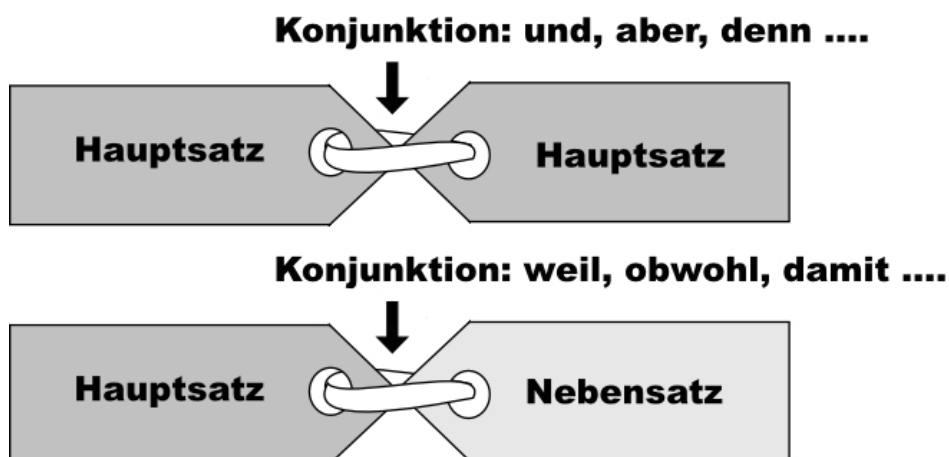 Konjunktion: und, aber, denn ....
Hauptsatz Hauptsatz
Konjunktion: weil, obwohl, damit ....
Hauptsatz Nebensatz